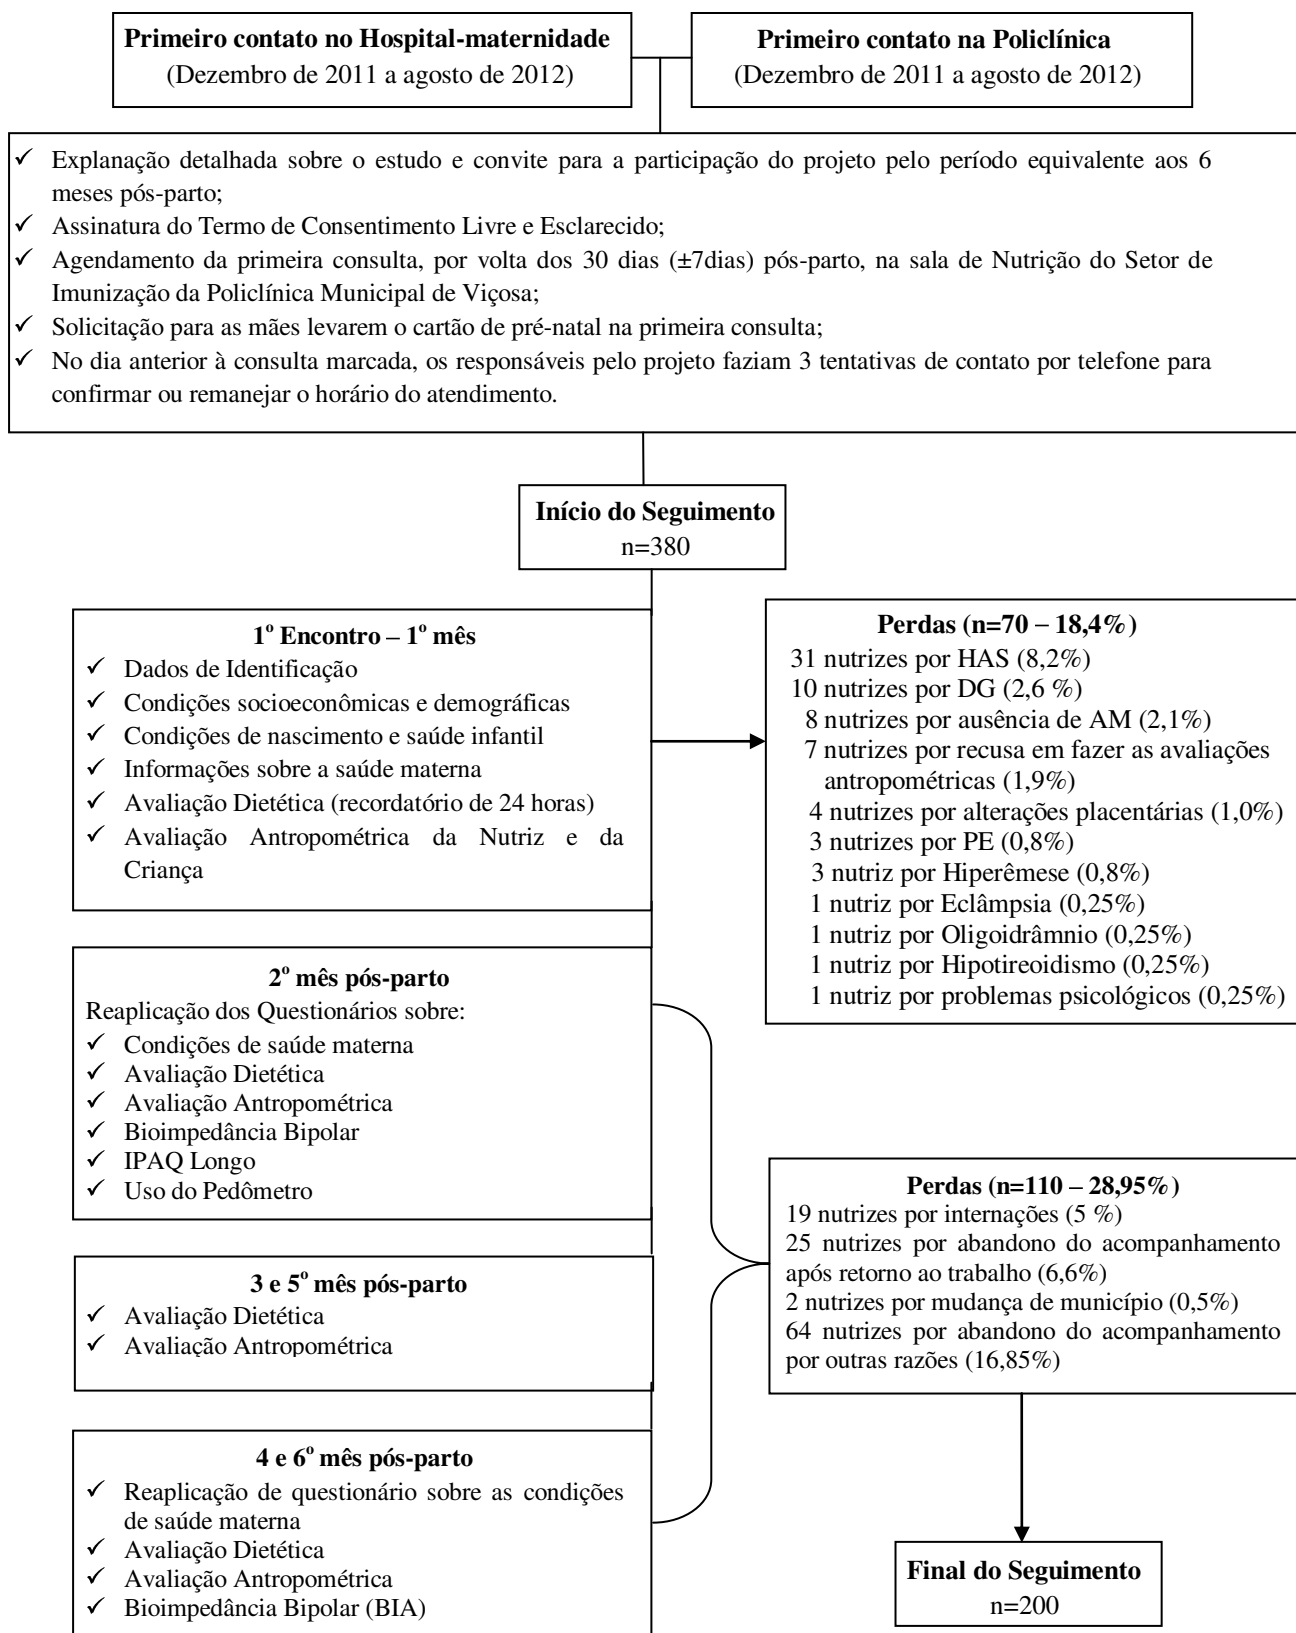 Primeiro contato no Hospital-maternidade
(Dezembro de 2011 a agosto de 2012)
Primeiro contato na Policlínica
(Dezembro de 2011 a agosto de 2012)
✓ Explanação detalhada sobre o estudo e convite para a participação do projeto pelo período equivalente aos 6
meses pós-parto;
✓ Assinatura do Termo de Consentimento Livre e Esclarecido;
✓ Agendamento da primeira consulta, por volta dos 30 dias (±7dias) pós-parto, na sala de Nutrição do Setor de
Imunização da Policlínica Municipal de Viçosa;
✓ Solicitação para as mães levarem o cartão de pré-natal na primeira consulta;
✓ No dia anterior à consulta marcada, os responsáveis pelo projeto faziam 3 tentativas de contato por telefone para
confirmar ou remanejar o horário do atendimento.
Início do Seguimento
n=380
1º Encontro – 1º mês
✓ Dados de Identificação
✓ Condições socioeconômicas e demográficas
✓ Condições de nascimento e saúde infantil
✓ Informações sobre a saúde materna
✓ Avaliação Dietética (recordatório de 24 horas)
✓ Avaliação Antropométrica da Nutriz e da
Criança
Perdas (n=70 – 18,4%)
31 nutrizes por HAS (8,2%)
10 nutrizes por DG (2,6 %)
8 nutrizes por ausência de AM (2,1%)
7 nutrizes por recusa em fazer as avaliações
antropométricas (1,9%)
4 nutrizes por alterações placentárias (1,0%)
3 nutrizes por PE (0,8%)
3 nutriz por Hiperêmese (0,8%)
1 nutriz por Eclâmpsia (0,25%)
1 nutriz por Oligoidrâmnio (0,25%)
1 nutriz por Hipotireoidismo (0,25%)
1 nutriz por problemas psicológicos (0,25%)
2º mês pós-parto
Reaplicação dos Questionários sobre:
✓ Condições de saúde materna
✓ Avaliação Dietética
✓ Avaliação Antropométrica
✓ Bioimpedância Bipolar
✓ IPAQ Longo
✓ Uso do Pedômetro
Perdas (n=110 – 28,95%)
19 nutrizes por internações (5 %)
25 nutrizes por abandono do acompanhamento
após retorno ao trabalho (6,6%)
2 nutrizes por mudança de município (0,5%)
64 nutrizes por abandono do acompanhamento
por outras razões (16,85%)
3 e 5º mês pós-parto
✓ Avaliação Dietética
✓ Avaliação Antropométrica
4 e 6º mês pós-parto
✓ Reaplicação de questionário sobre as condições
de saúde materna
✓ Avaliação Dietética
✓ Avaliação Antropométrica
✓ Bioimpedância Bipolar (BIA)
Final do Seguimento
n=200